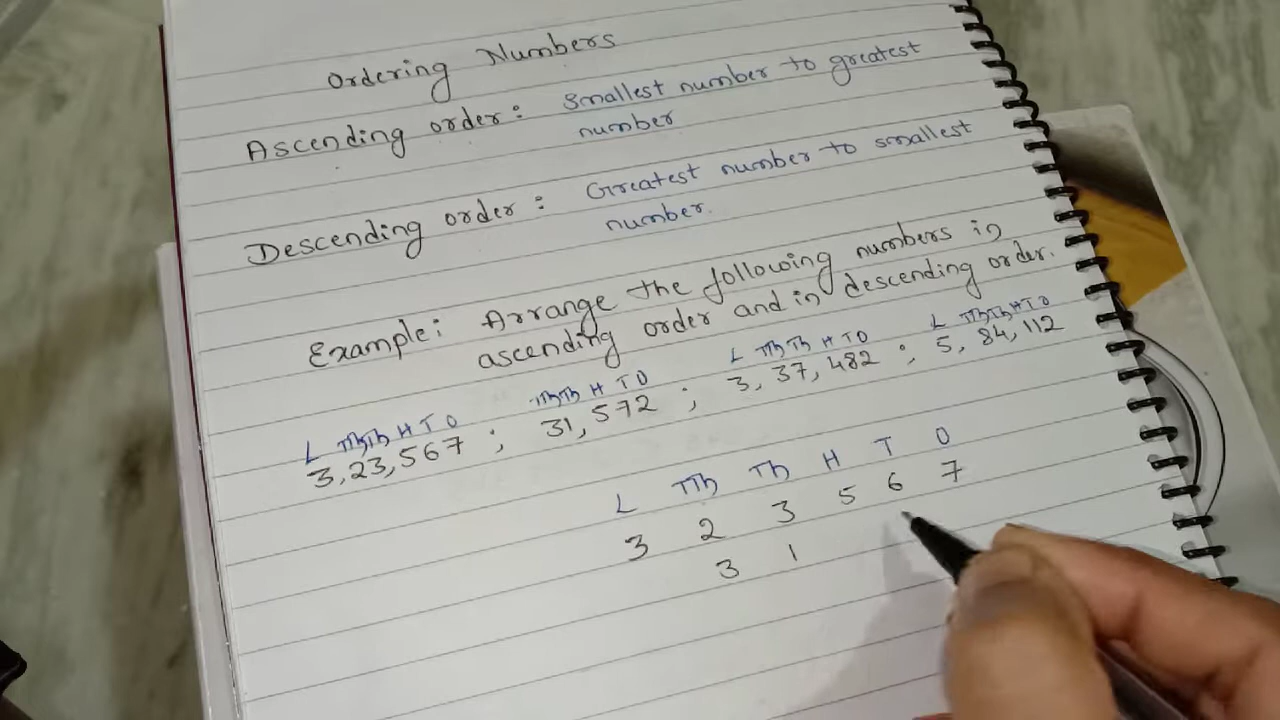 Ordering Numbers
Ascending order: Smallest number to greatest
number
Descending order: Greatest number to smallest
number.
Example: Arrange the following numbers in
ascending order and in descending order.
L TTh Th H T O TTh Th H T O L TTh Th H T O L TTh Th H T O
3,23,567 ; 31,572 ; 3,37,482 ; 5,84,112
L TTh Th H T O
3 2 3 5 6 7
3 1